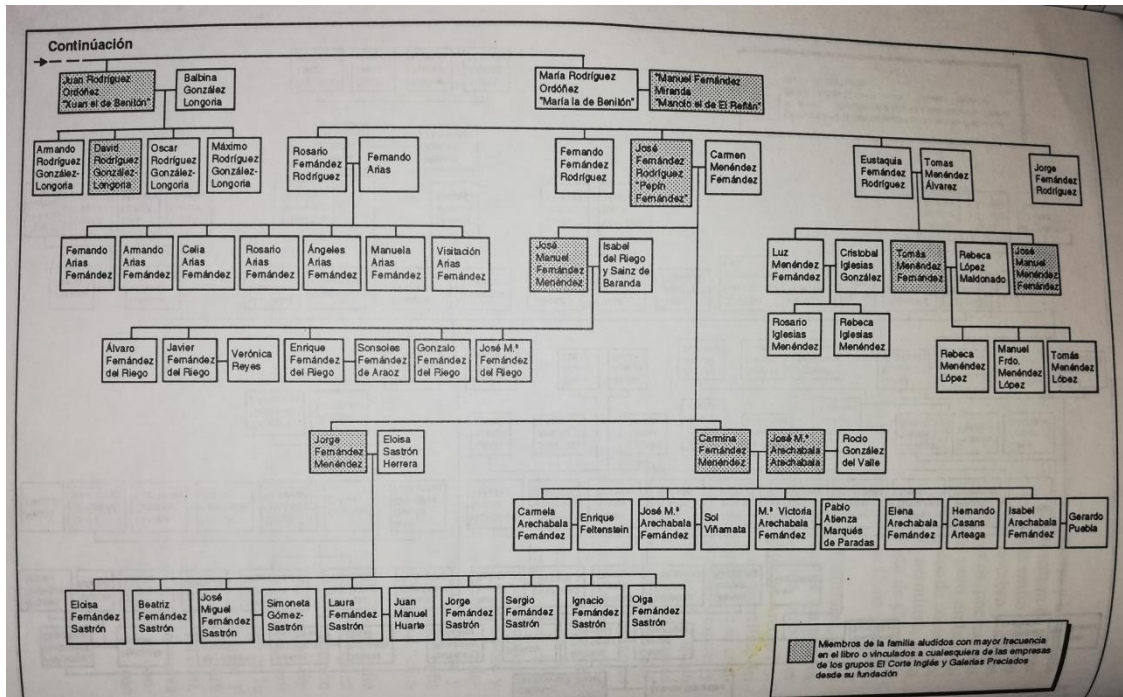 Continúación
Juan Rodríguez
Ordóñez
"Xuan el de Benitón"
Balbina
González
Longoria
María Rodríguez
Ordóñez
"María la de Benitón"
"Manuel Fernández
Miranda
"Manolo el de El Reñán"
Armando
Rodríguez
González-
Longoria
David
Rodríguez
González-
Longoria
Oscar
Rodríguez
González-
Longoria
Máximo
Rodríguez
González-
Longoria
Rosario
Fernández
Rodríguez
Fernando
Arias
Fernando
Fernández
Rodríguez
José
Fernández
Rodríguez
"Pepín
Fernández"
Carmen
Menéndez
Fernández
Eustaquia
Fernández
Rodríguez
Tomas
Menéndez
Álvarez
Jorge
Fernández
Rodríguez
Fernando
Arias
Fernández
Armando
Arias
Fernández
Celia
Arias
Fernández
Rosario
Arias
Fernández
Ángeles
Arias
Fernández
Manuela
Arias
Fernández
Visitación
Arias
Fernández
José
Manuel
Fernández
Menéndez
Isabel
del Riego
y Sainz de
Baranda
Luz
Menéndez
Fernández
Cristobal
Iglesias
González
Tomás
Menéndez
Fernández
Rebeca
López
Maldonado
José
Manuel
Menéndez
Fernández
Rosario
Iglesias
Menéndez
Rebeca
Iglesias
Menéndez
Álvaro
Fernández
del Riego
Javier
Fernández
del Riego
Verónica
Reyes
Enrique
Fernández
del Riego
Sonsoles
Fernández
de Araoz
Gonzalo
Fernández
del Riego
José M.ª
Fernández
del Riego
Rebeca
Menéndez
López
Manuel
Frdo.
Menéndez
López
Tomás
Menéndez
López
Jorge
Fernández
Menéndez
Eloisa
Sastrón
Herrera
Carmina
Fernández
Menéndez
José M.ª
Arechabala
Arechabala
Rocio
González
del Valle
Carmela
Arechabala
Fernández
Enrique
Feltenstein
José M.ª
Arechabala
Fernández
Sol
Viñamata
M.ª Victoria
Arechabala
Fernández
Pablo
Atienza
Marqués
de Paradas
Elena
Arechabala
Fernández
Hernando
Casans
Arteaga
Isabel
Arechabala
Fernández
Gerardo
Puebla
Eloisa
Fernández
Sastrón
Beatriz
Fernández
Sastrón
José
Miguel
Fernández
Sastrón
Simoneta
Gómez-
Sastrón
Laura
Fernández
Sastrón
Juan
Manuel
Huarte
Jorge
Fernández
Sastrón
Sergio
Fernández
Sastrón
Ignacio
Fernández
Sastrón
Olga
Fernández
Sastrón
Miembros de la familia aludidos con mayor frecuencia
en el libro o vinculados a cualesquiera de las empresas
de los grupos El Corte Inglés y Galerías Preciados
desde su fundación